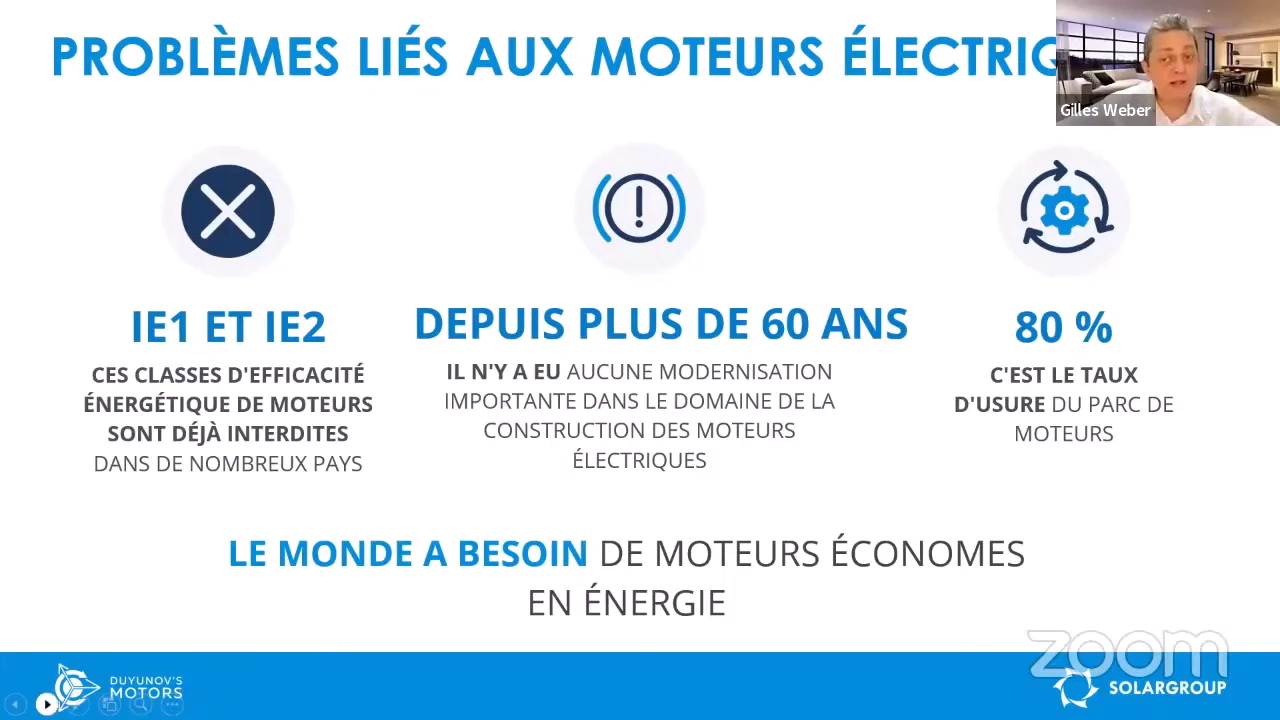 PROBLÈMES LIÉS AUX MOTEURS ÉLECTRIQ
Gilles Weber
IE1 ET IE2
CES CLASSES D'EFFICACITÉ
ÉNERGÉTIQUE DE MOTEURS
SONT DÉJÀ INTERDITES
DANS DE NOMBREUX PAYS
DEPUIS PLUS DE 60 ANS
IL N'Y A EU AUCUNE MODERNISATION
IMPORTANTE DANS LE DOMAINE DE LA
CONSTRUCTION DES MOTEURS
ÉLECTRIQUES
80 %
C'EST LE TAUX
D'USURE DU PARC DE
MOTEURS
LE MONDE A BESOIN DE MOTEURS ÉCONOMES
EN ÉNERGIE
zoom
DUYUNOV'S
MOTORS
SOLARGROUP